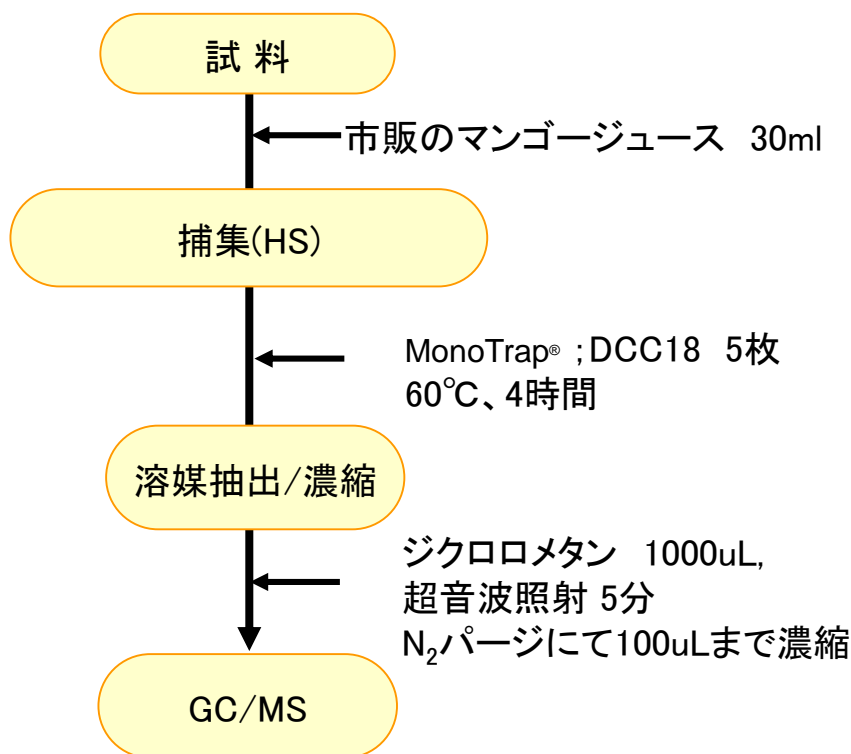 試 料
市販のマンゴージュース 30ml
捕集(HS)
MonoTrap® ;DCC18 5枚
60℃、4時間
溶媒抽出/濃縮
ジクロロメタン 1000uL,
超音波照射 5分
N₂パージにて100uLまで濃縮
GC/MS